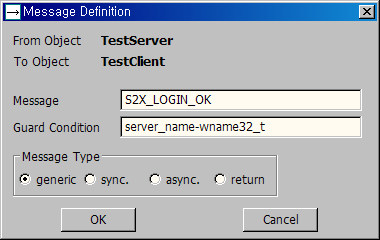 Message Definition
From Object TestServer
To Object TestClient
Message S2X_LOGIN_OK
Guard Condition server_name-wname32_t
Message Type
generic sync. async. return
OK Cancel